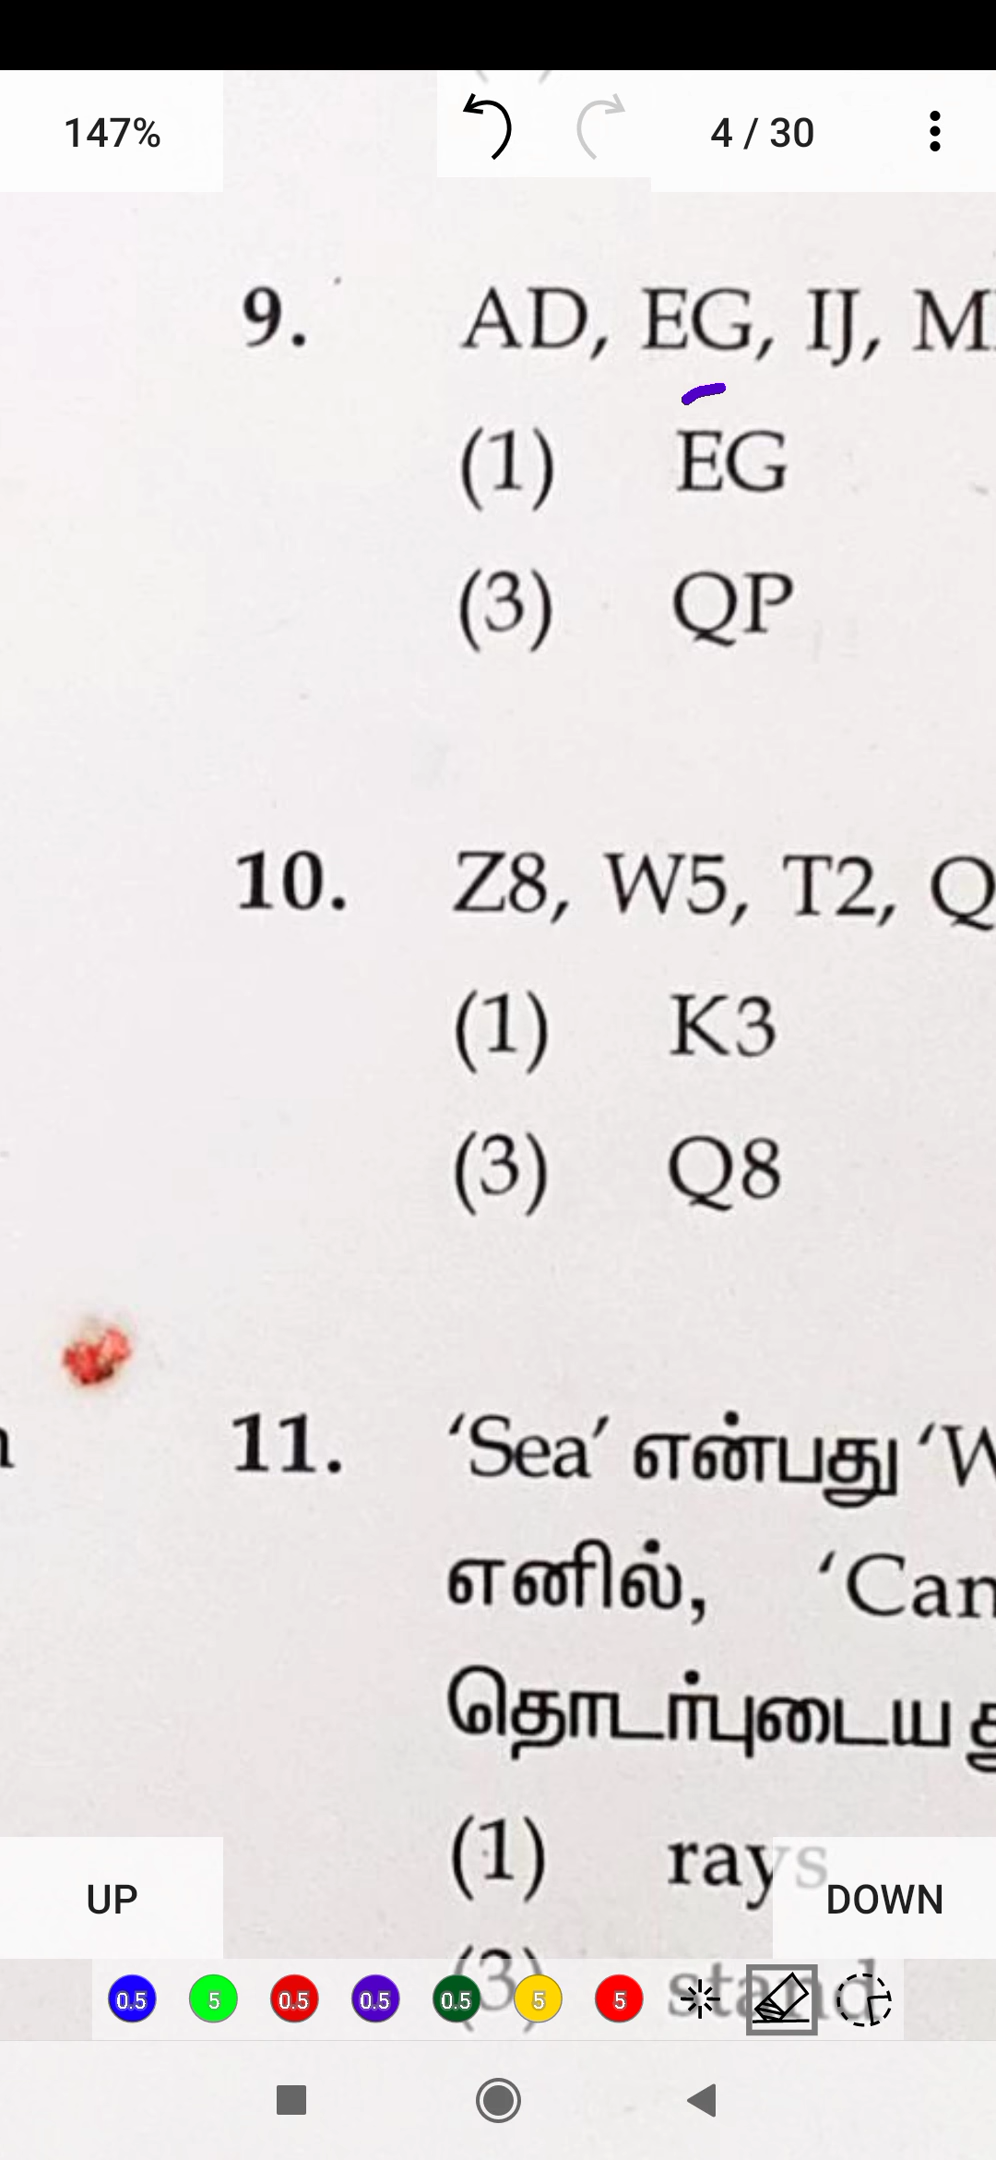 147%
4 / 30
9. AD, EG, IJ, M
(1) EG
(3) QP
10. Z8, W5, T2, Q
(1) K3
(3) Q8
11. 'Sea' என்பது 'W
எனில், 'Can
தொடர்புடைய
(1) rays
UP
DOWN
(3) stand
0.5 5 0.5 0.5 0.5 5 5